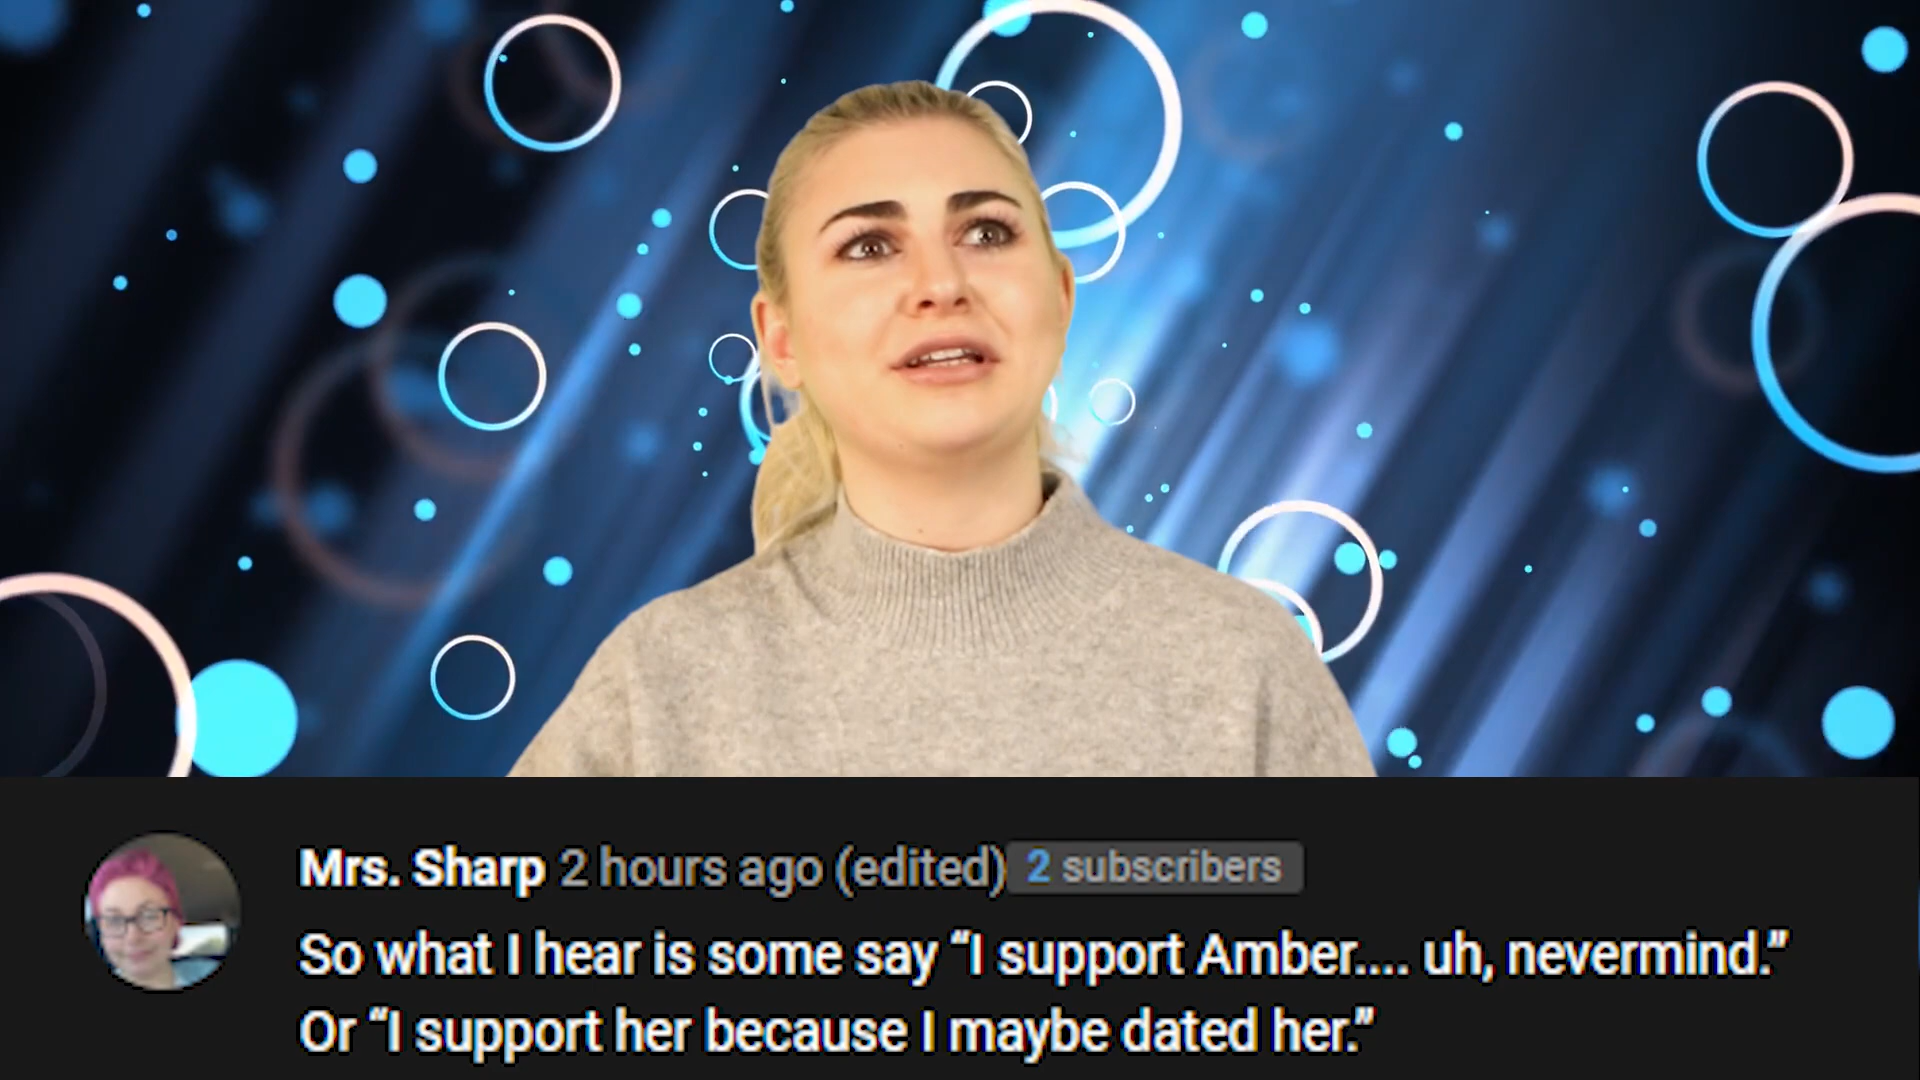 Mrs. Sharp 2 hours ago (edited) 2 subscribers
So what I hear is some say “I support Amber.... uh, nevermind.”
Or “I support her because I maybe dated her.”